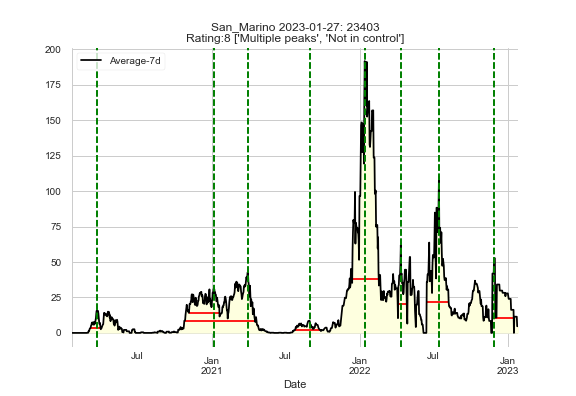 San_Marino 2023-01-27: 23403
Rating:8 ['Multiple peaks', 'Not in control']
Average-7d
200
175
150
125
100
75
50
25
0
Jul
Jan
2021
Jul
Jan
2022
Jul
Jan
2023
Date